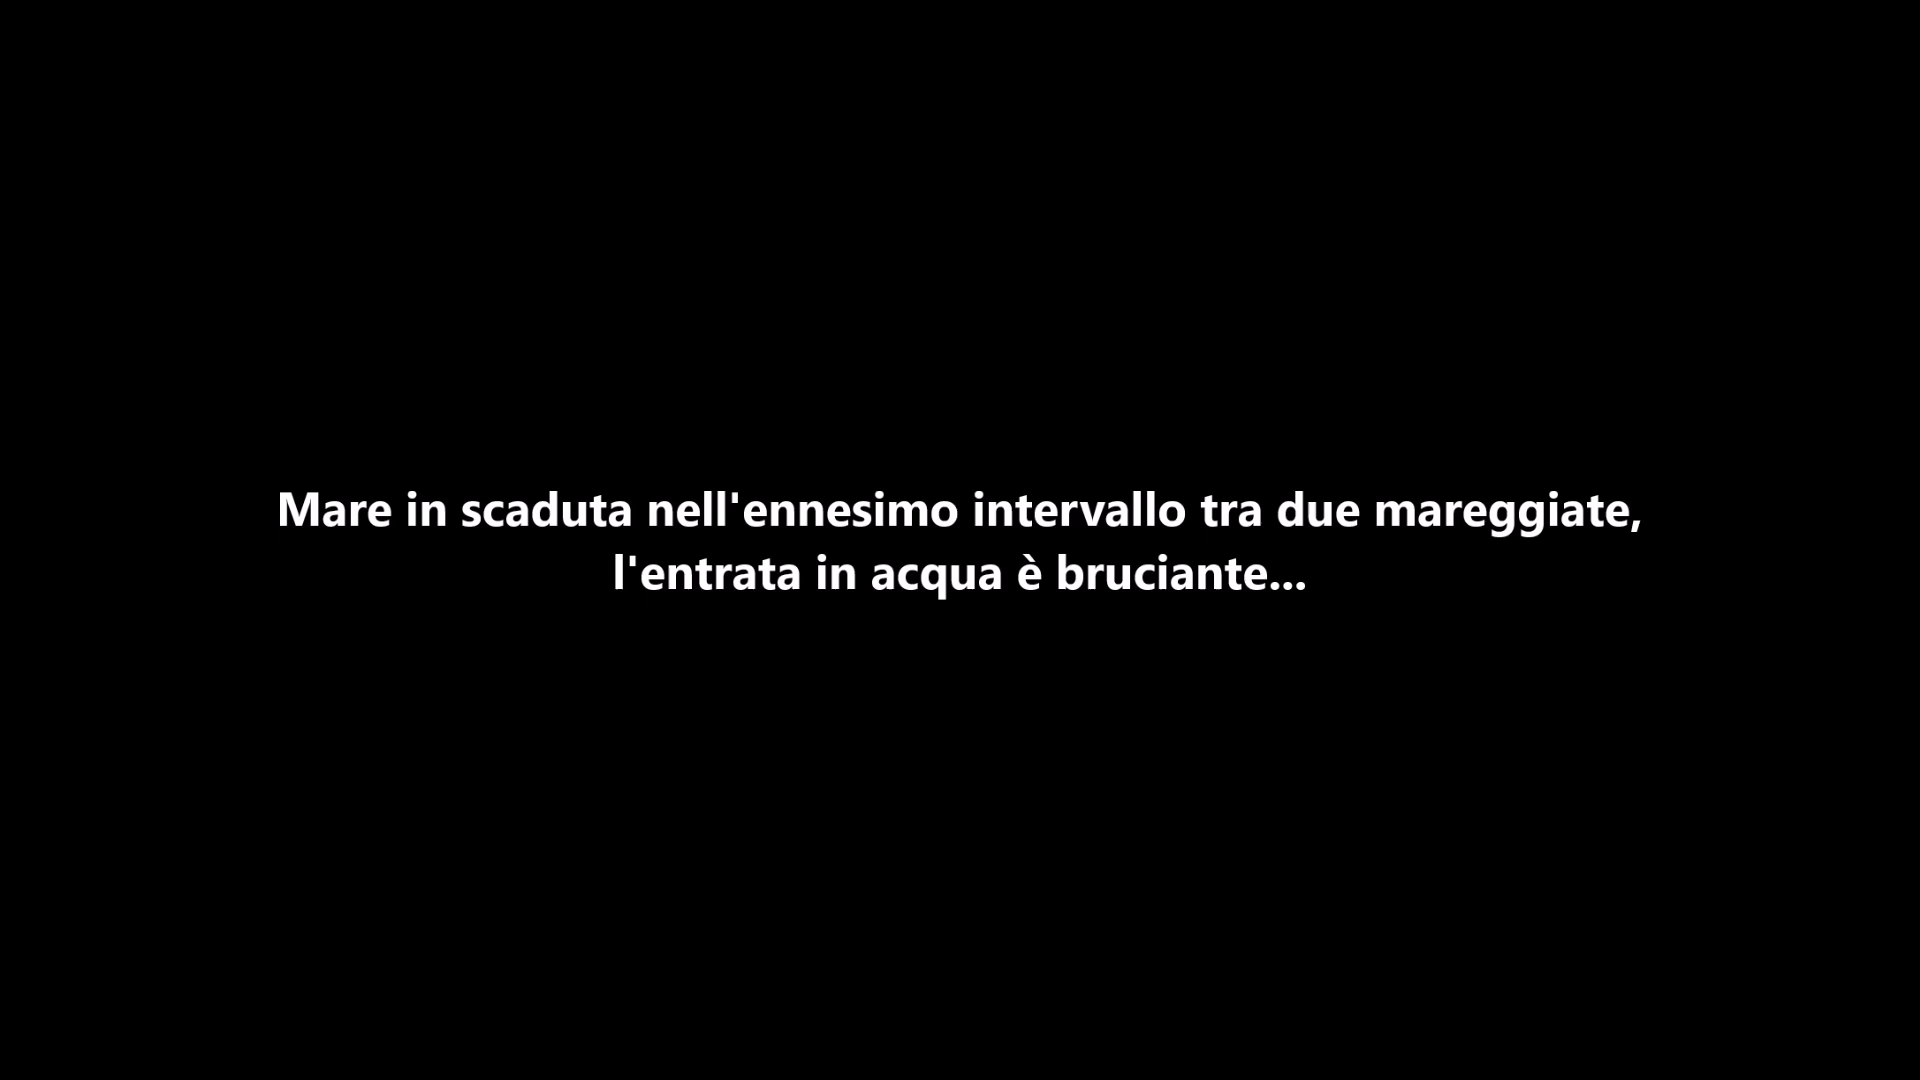 Mare in scaduta nell'ennesimo intervallo tra due mareggiate,
l'entrata in acqua è bruciante...